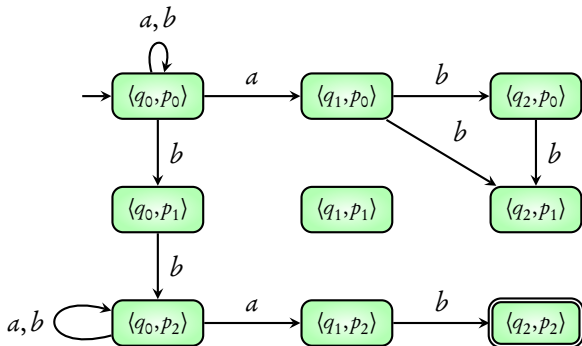 a, b
⟨q₀, p₀⟩ a ⟨q₁, p₀⟩ b ⟨q₂, p₀⟩
b b b
⟨q₀, p₁⟩ ⟨q₁, p₁⟩ ⟨q₂, p₁⟩
b
a, b ⟨q₀, p₂⟩ a ⟨q₁, p₂⟩ b ⟨q₂, p₂⟩